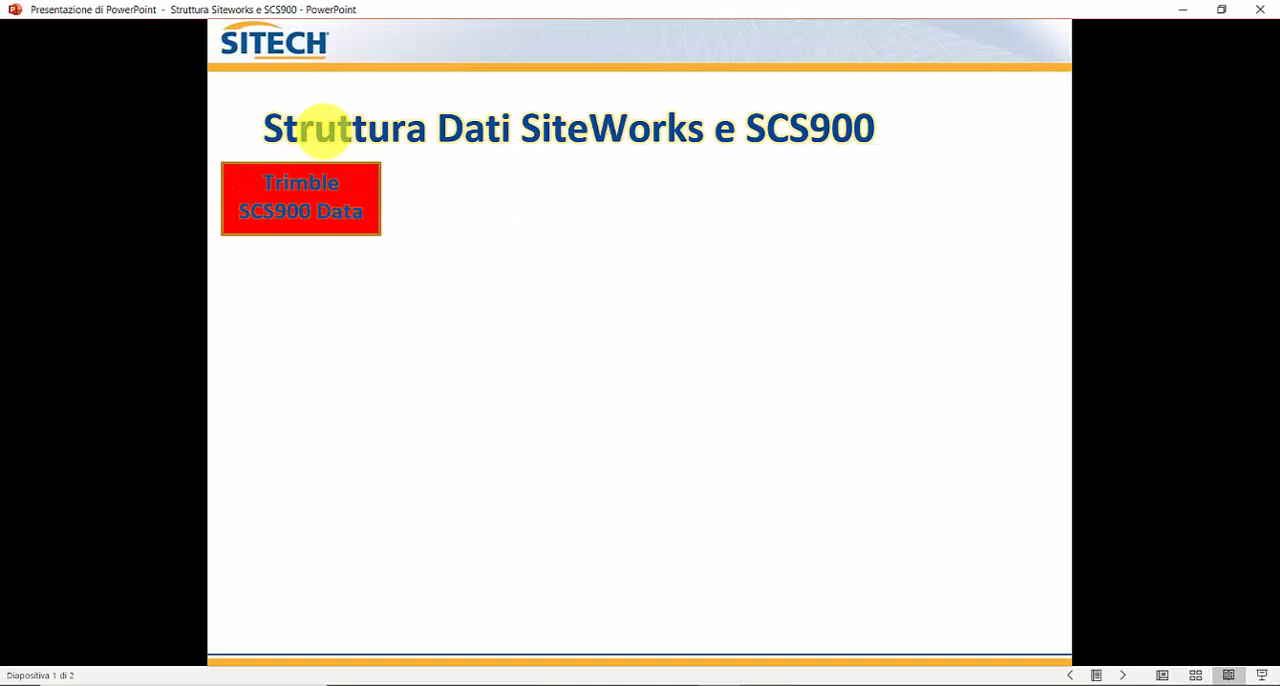 Presentazione di PowerPoint - Struttura Siteworks e SCS900 - PowerPoint
SITECH
Struttura Dati SiteWorks e SCS900
Trimble
SCS900 Data
Diapositiva 1 di 2